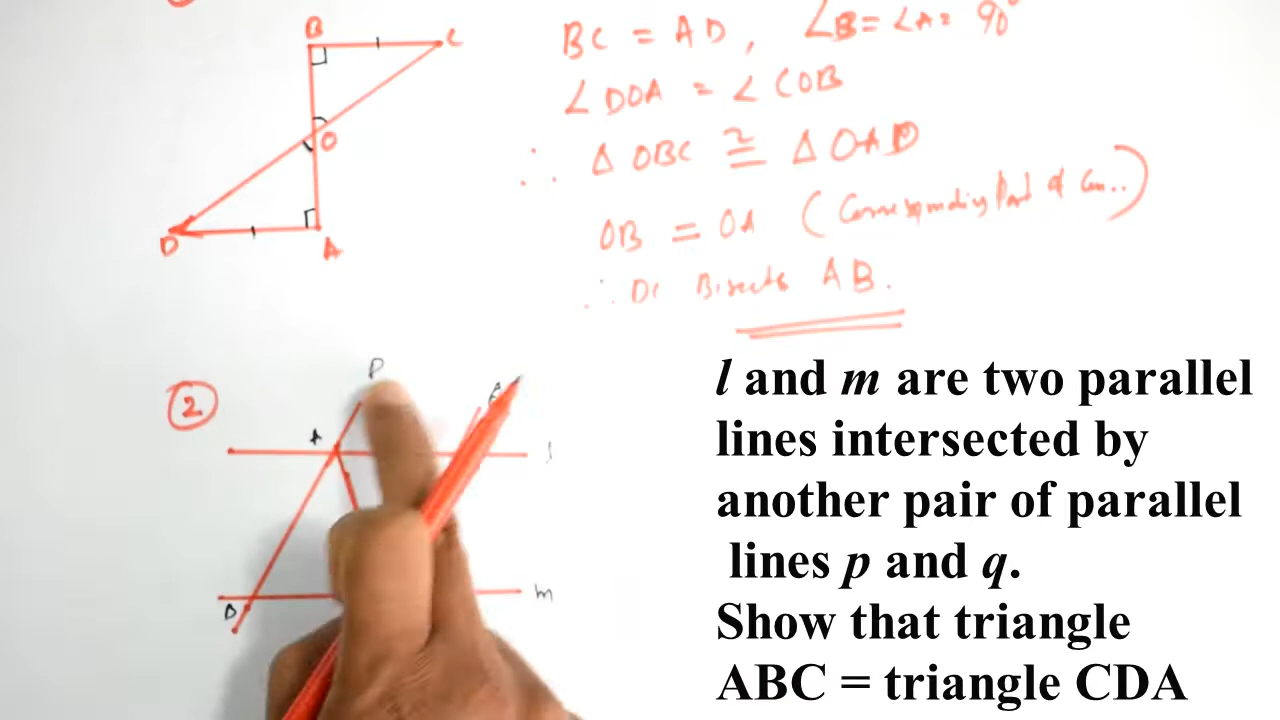 B
C
O
D
A
BC = AD, ∠B = ∠A = 90°
∠DOA = ∠COB
∴ Δ OBC ≅ Δ OAD
OB = OA (Corresponding Part of Con..)
∴ DC Bisects AB.
2
P
A
l
B
m
l and m are two parallel
lines intersected by
another pair of parallel
lines p and q.
Show that triangle
ABC = triangle CDA